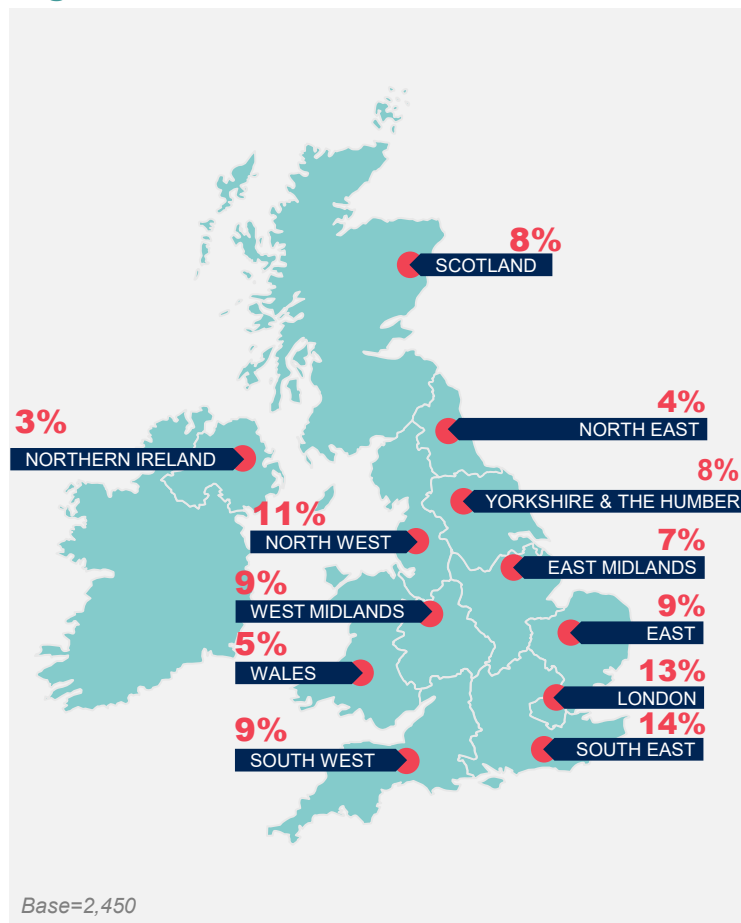 8%
SCOTLAND
4%
NORTH EAST
3%
NORTHERN IRELAND
8%
YORKSHIRE & THE HUMBER
11%
NORTH WEST
7%
EAST MIDLANDS
9%
WEST MIDLANDS
9%
EAST
5%
WALES
13%
LONDON
14%
SOUTH EAST
9%
SOUTH WEST
Base=2,450